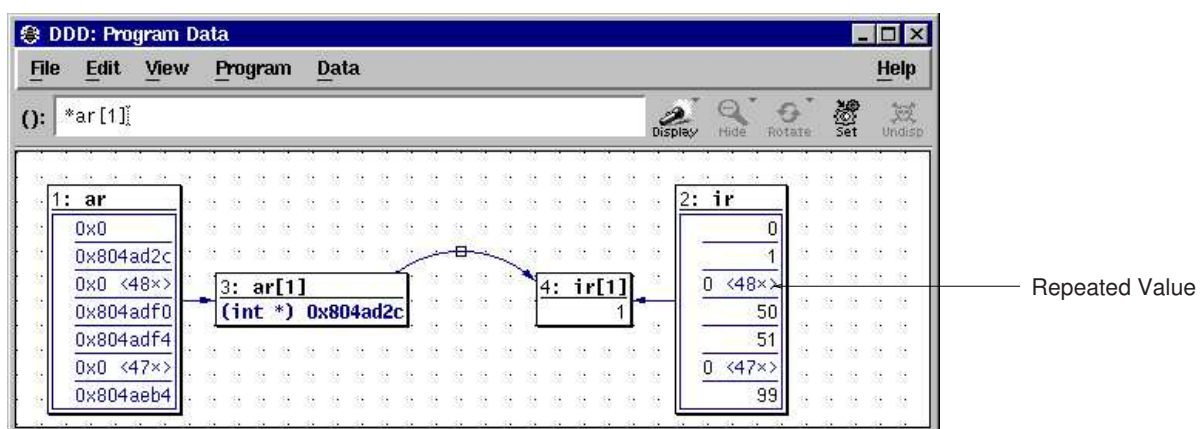 DDD: Program Data
File Edit View Program Data Help
(): *ar[1]
Display Hide Rotate Set Undisp
1: ar
0x0
0x804ad2c
0x0 <48×>
0x804adf0
0x804adf4
0x0 <47×>
0x804aeb4
3: ar[1]
(int *) 0x804ad2c
4: ir[1]
1
2: ir
0
1
0 <48×>
50
51
0 <47×>
99
Repeated Value